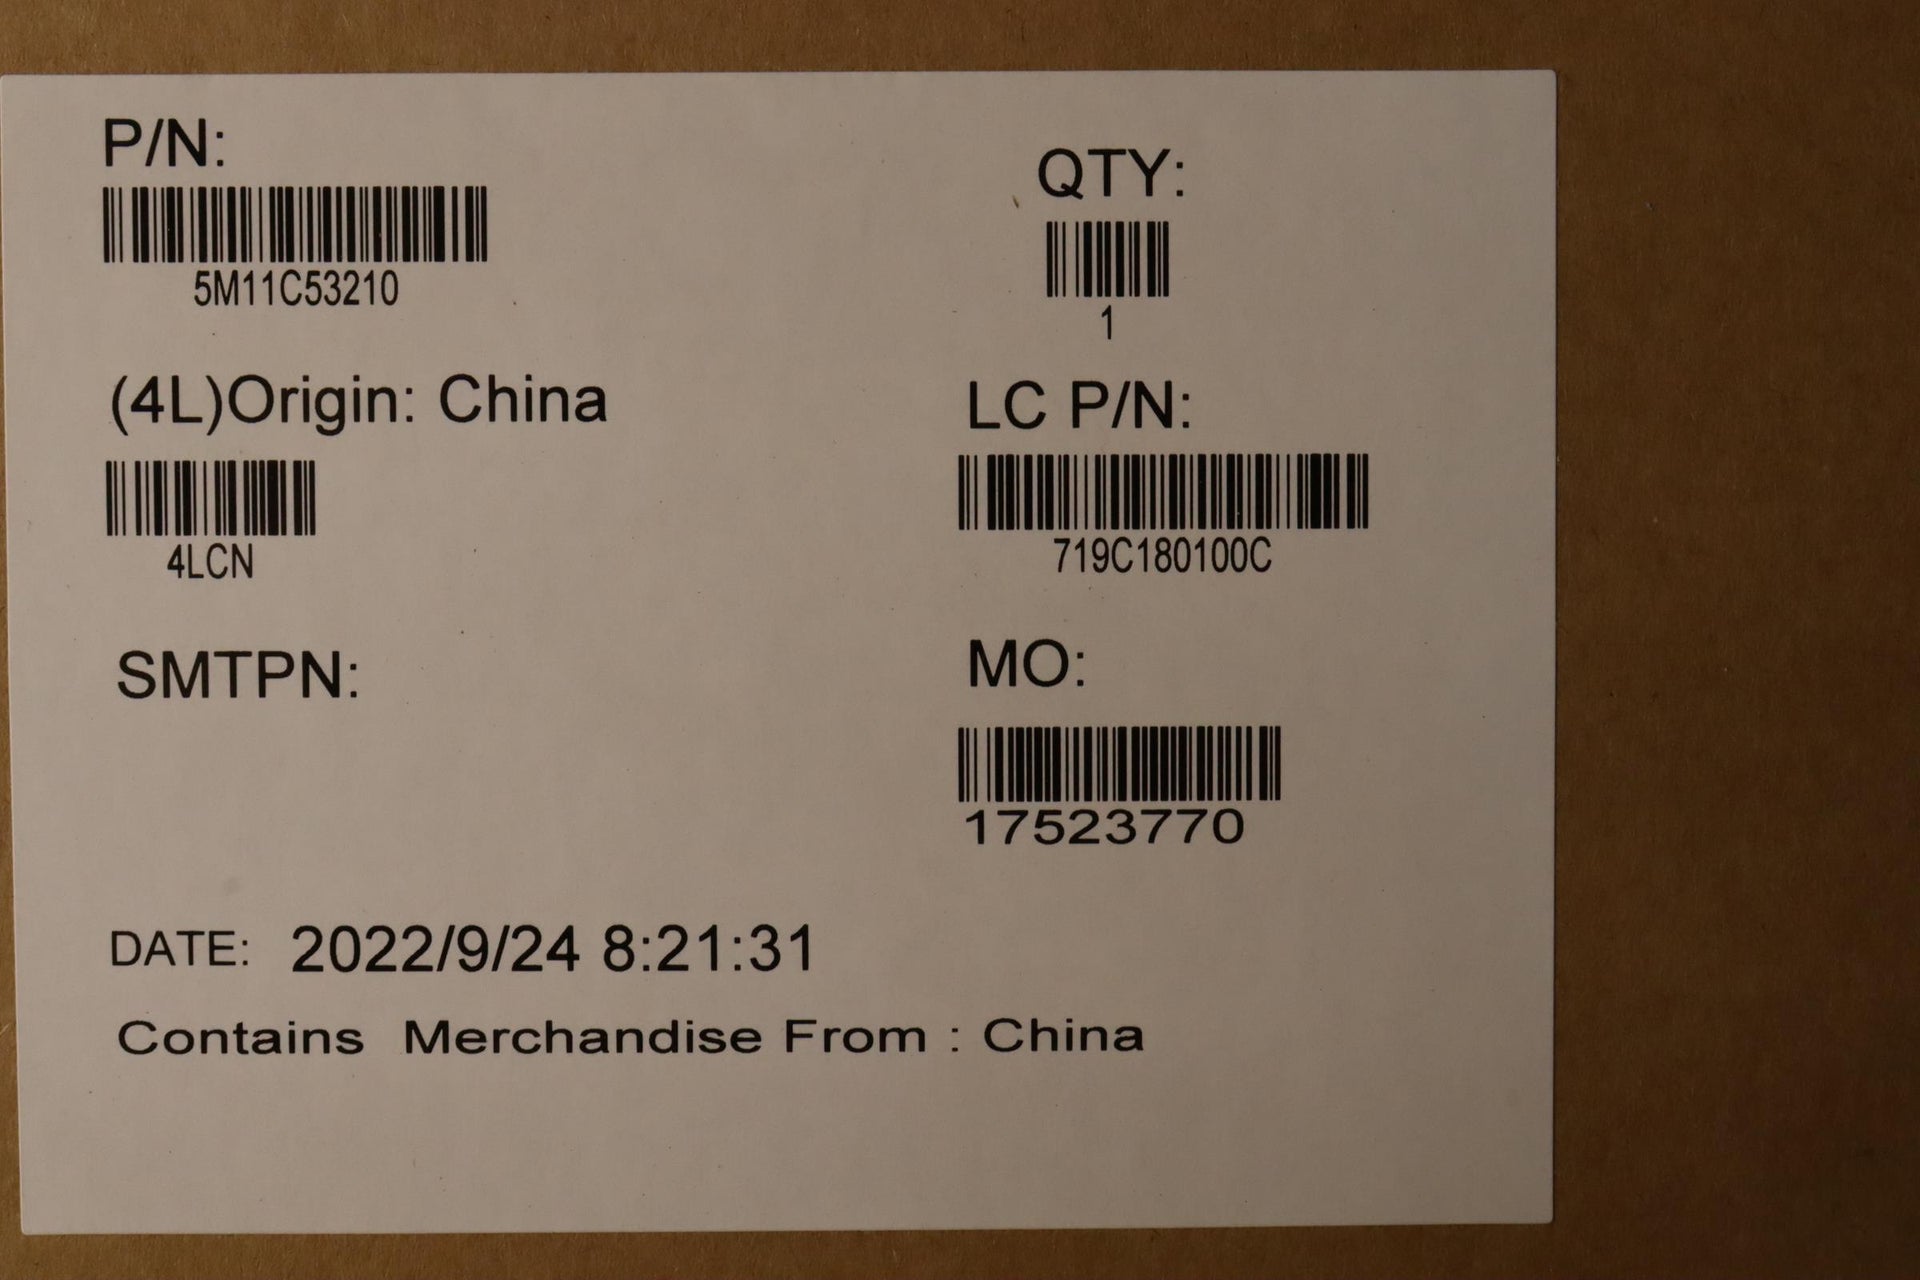 P/N:
5M11C53210
QTY:
1
(4L)Origin: China
4LCN
LC P/N:
719C180100C
SMTPN:
MO:
17523770
DATE: 2022/9/24 8:21:31
Contains Merchandise From : China